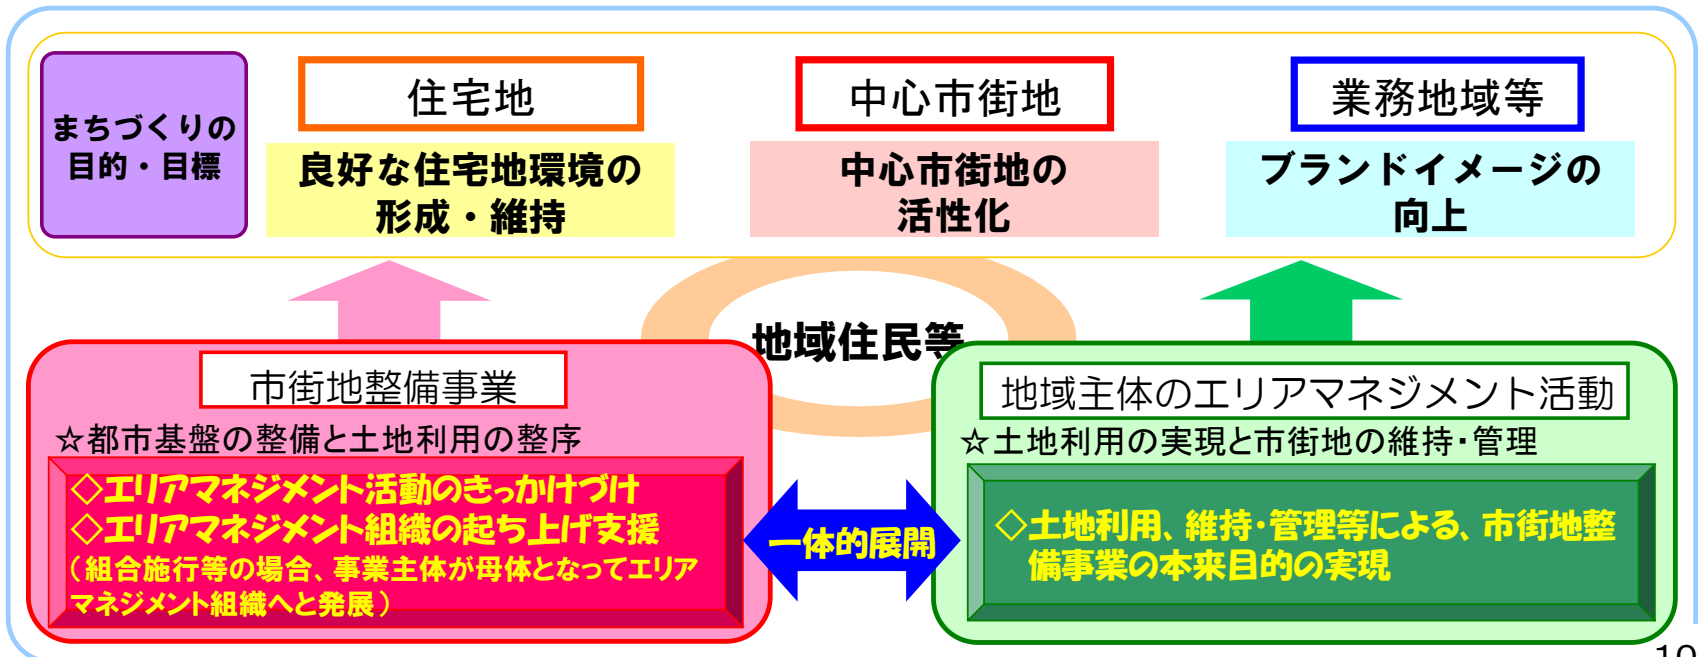 まちづくりの
目的・目標
住宅地
良好な住宅地環境の
形成・維持
中心市街地
中心市街地の
活性化
業務地域等
ブランドイメージの
向上
地域住民等
市街地整備事業
☆都市基盤の整備と土地利用の整序
◇エリアマネジメント活動のきっかけづけ
◇エリアマネジメント組織の起ち上げ支援
(組合施行等の場合、事業主体が母体となってエリア
マネジメント組織へと発展)
一体的展開
地域主体のエリアマネジメント活動
☆土地利用の実現と市街地の維持・管理
◇土地利用、維持・管理等による、市街地整
備事業の本来目的の実現